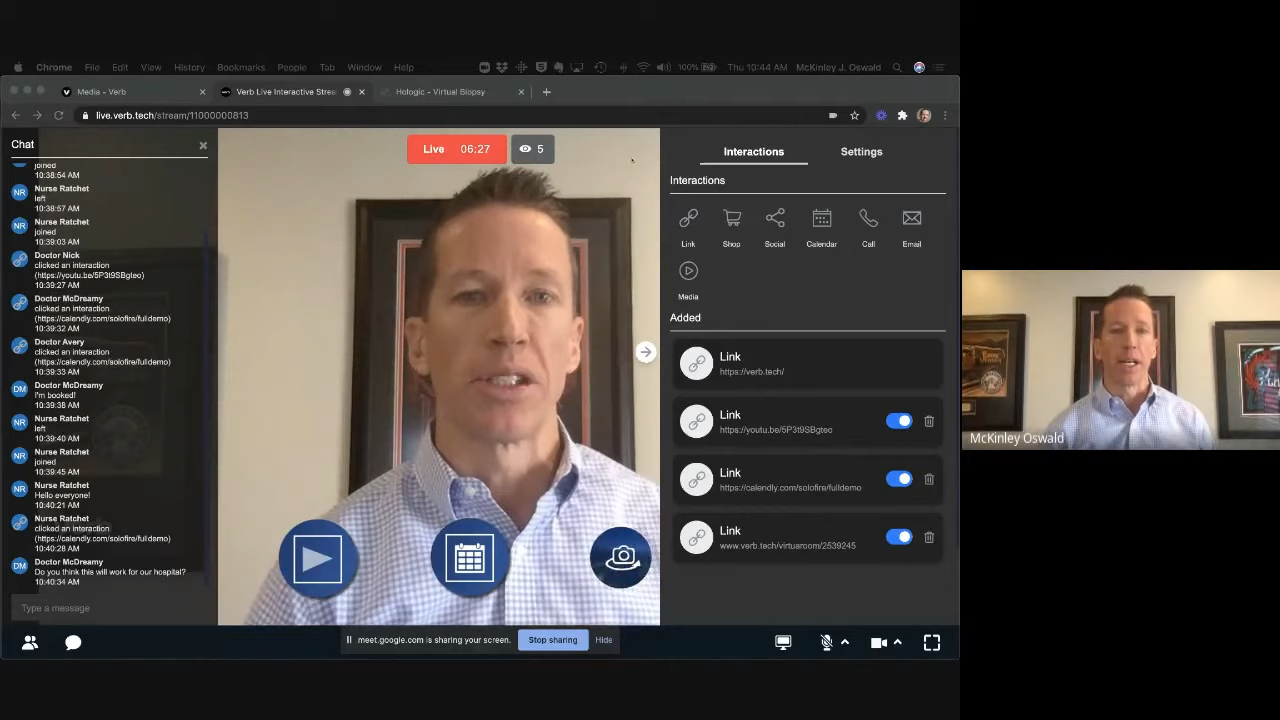 Chrome File Edit View History Bookmarks People Tab Window Help 100% Thu 10:44 AM McKinley J. Oswald
Media – Verb
Verb Live Interactive Strea
Hologic - Virtual Biopsy
live.verb.tech/stream/11000000813
Chat
joined
10:38:54 AM
NR
Nurse Ratchet
left
10:38:57 AM
NR
Nurse Ratchet
joined
10:39:03 AM
Doctor Nick
clicked an interaction
(https://youtu.be/5P3t9SBgteo)
10:39:27 AM
Doctor McDreamy
clicked an interaction
(https://calendly.com/solofire/fulldemo)
10:39:32 AM
Doctor Avery
clicked an interaction
(https://calendly.com/solofire/fulldemo)
10:39:33 AM
DM
Doctor McDreamy
I'm booked!
10:39:38 AM
NR
Nurse Ratchet
left
10:39:40 AM
NR
Nurse Ratchet
joined
10:39:45 AM
NR
Nurse Ratchet
Hello everyone!
10:40:21 AM
Nurse Ratchet
clicked an interaction
(https://calendly.com/solofire/fulldemo)
10:40:28 AM
DM
Doctor McDreamy
Do you think this will work for our hospital?
10:40:34 AM
Type a message
Live 06:27
5
Interactions Settings
Interactions
Link Shop Social Calendar Call Email
Media
Added
Link
https://verb.tech/
Link
https://youtu.be/5P3t9SBgteo
Link
https://calendly.com/solofire/fulldemo
Link
www.verb.tech/virtuaroom/2539245
meet.google.com is sharing your screen. Stop sharing Hide
McKinley Oswald